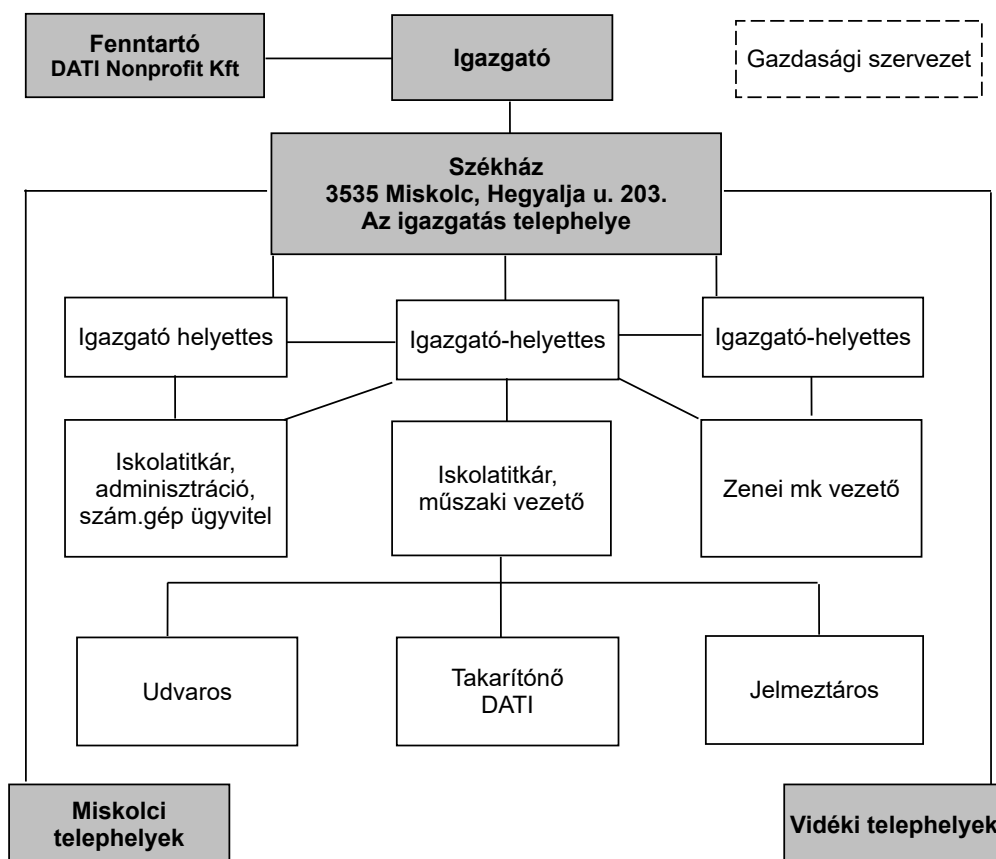 Fenntartó
DATI Nonprofit Kft
Igazgató
Gazdasági szervezet
Székház
3535 Miskolc, Hegyalja u. 203.
Az igazgatás telephelye
Igazgató helyettes
Igazgató-helyettes
Igazgató-helyettes
Iskolatitkár,
adminisztráció,
szám.gép ügyvitel
Iskolatitkár,
műszaki vezető
Zenei mk vezető
Udvaros
Takarítónő
DATI
Jelmeztáros
Miskolci
telephelyek
Vidéki telephelyek